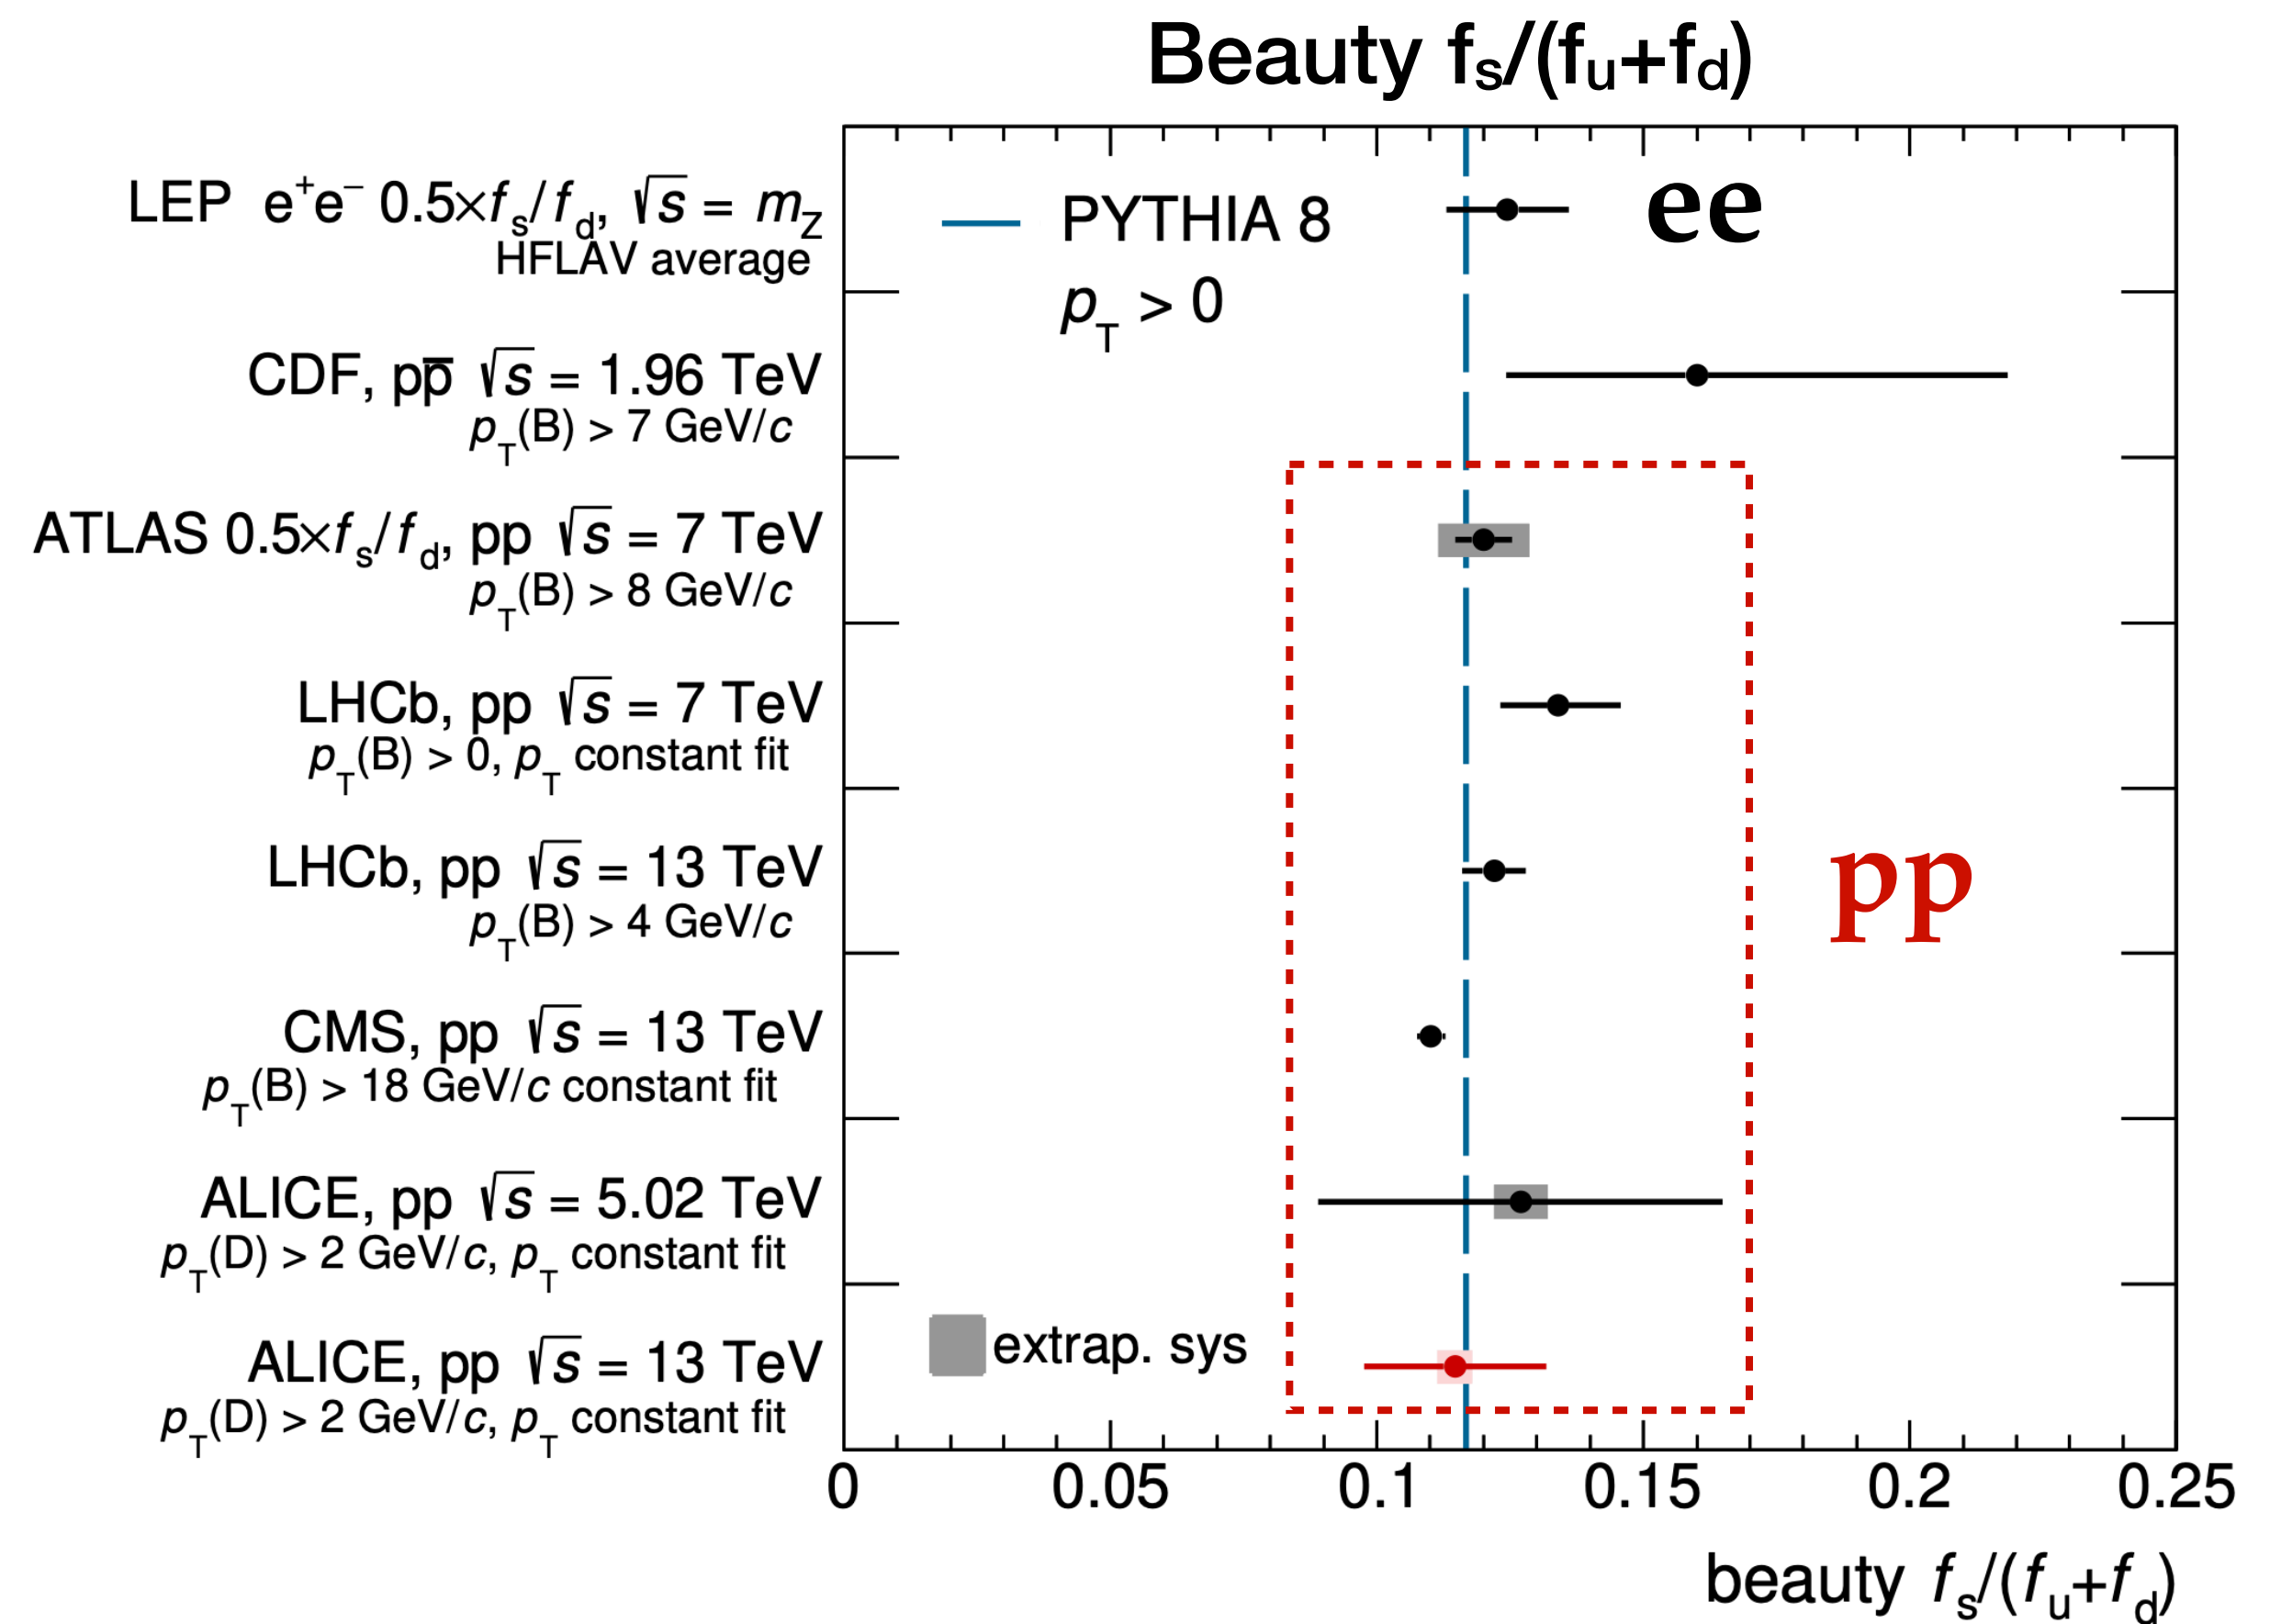 Beauty fs/(fu+fd)
LEP e+e− 0.5×fs/fd, √s = mZ
HFLAV average
PYTHIA 8
pT > 0
ee
CDF, pp̅ √s = 1.96 TeV
pT(B) > 7 GeV/c
ATLAS 0.5×fs/fd, pp √s = 7 TeV
pT(B) > 8 GeV/c
LHCb, pp √s = 7 TeV
pT(B) > 0, pT constant fit
LHCb, pp √s = 13 TeV
pT(B) > 4 GeV/c
pp
CMS, pp √s = 13 TeV
pT(B) > 18 GeV/c constant fit
ALICE, pp √s = 5.02 TeV
pT(D) > 2 GeV/c, pT constant fit
ALICE, pp √s = 13 TeV
pT(D) > 2 GeV/c, pT constant fit
extrap. sys
0 0.05 0.1 0.15 0.2 0.25
beauty fs/(fu+fd)